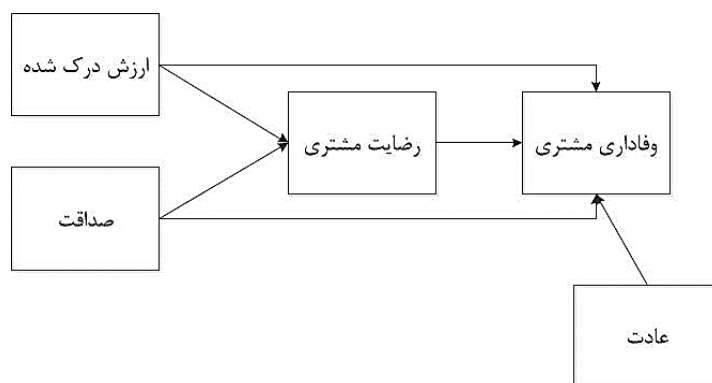 ارزش درک شده
رضایت مشتری
وفاداری مشتری
صداقت
عادت